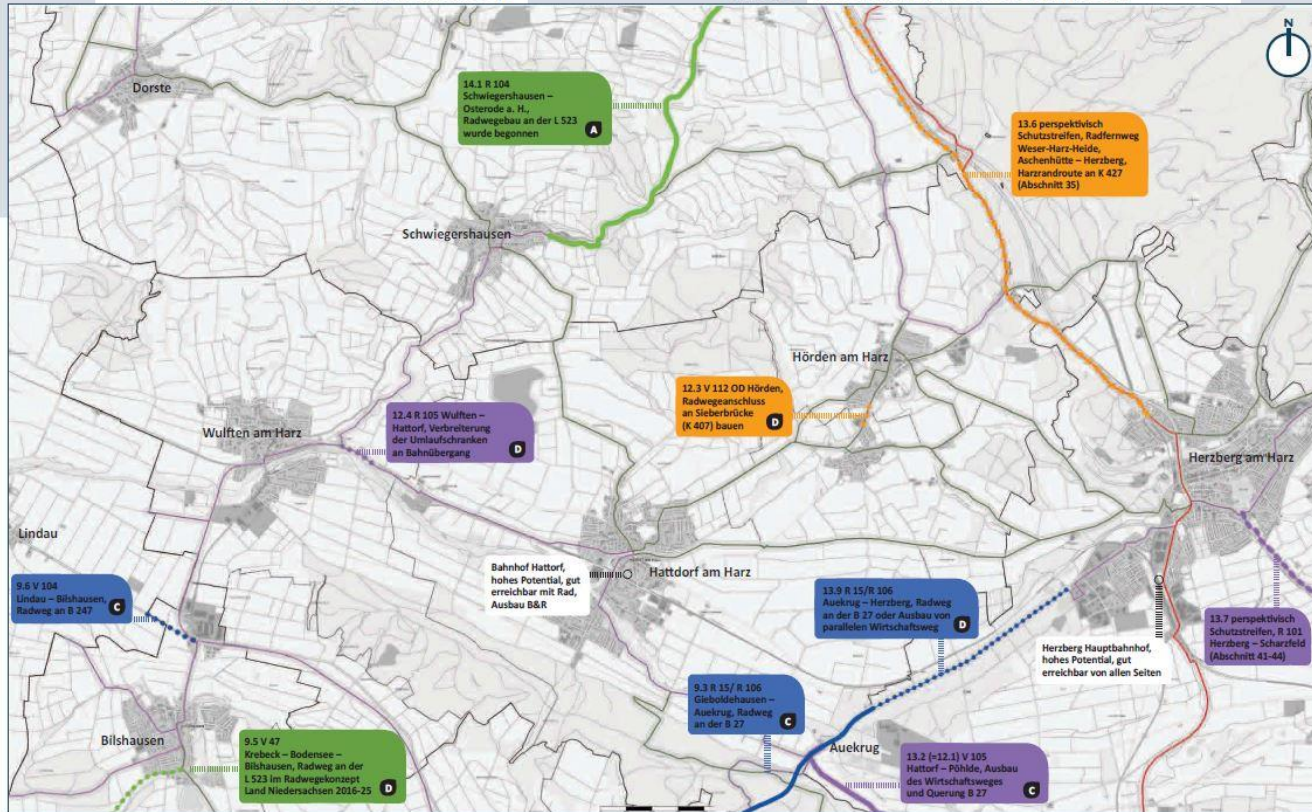 N
Dorste
14.1 R 104
Schwiegershausen –
Osterode a. H.,
Radwegebau an der L 523
wurde begonnen
A
13.6 perspektivisch
Schutzstreifen, Radfernweg
Weser-Harz-Heide,
Aschenhütte – Herzberg,
Harzrandroute an K 427
(Abschnitt 35)
Schwiegershausen
Hörden am Harz
12.3 V 112 OD Hörden,
Radwegeanschluss
an Sieberbrücke
(K 407) bauen
D
12.4 R 105 Wulften –
Hattorf, Verbreiterung
der Umlaufschranken
an Bahnübergang
D
Wulften am Harz
Herzberg am Harz
Lindau
Bahnhof Hattorf,
hohes Potential, gut
erreichbar mit Rad,
Ausbau B&R
Hattdorf am Harz
9.6 V 104
Lindau – Bilshausen,
Radweg an B 247
C
13.9 R 15/R 106
Auekrug – Herzberg, Radweg
an der B 27 oder Ausbau von
parallelen Wirtschaftsweg
D
13.7 perspektivisch
Schutzstreifen, R 101
Herzberg – Scharzfeld
(Abschnitt 41-44)
Herzberg Hauptbahnhof,
hohes Potential, gut
erreichbar von allen Seiten
9.3 R 15/ R 106
Gieboldehausen –
Auekrug, Radweg
an der B 27
C
Bilshausen
9.5 V 47
Krebeck – Bodensee –
Bilshausen, Radweg an der
L 523 im Radwegekonzept
Land Niedersachsen 2016-25
D
Auekrug
13.2 (=12.1) V 105
Hattorf – Pöhlde, Ausbau
des Wirtschaftsweges
und Querung B 27
C